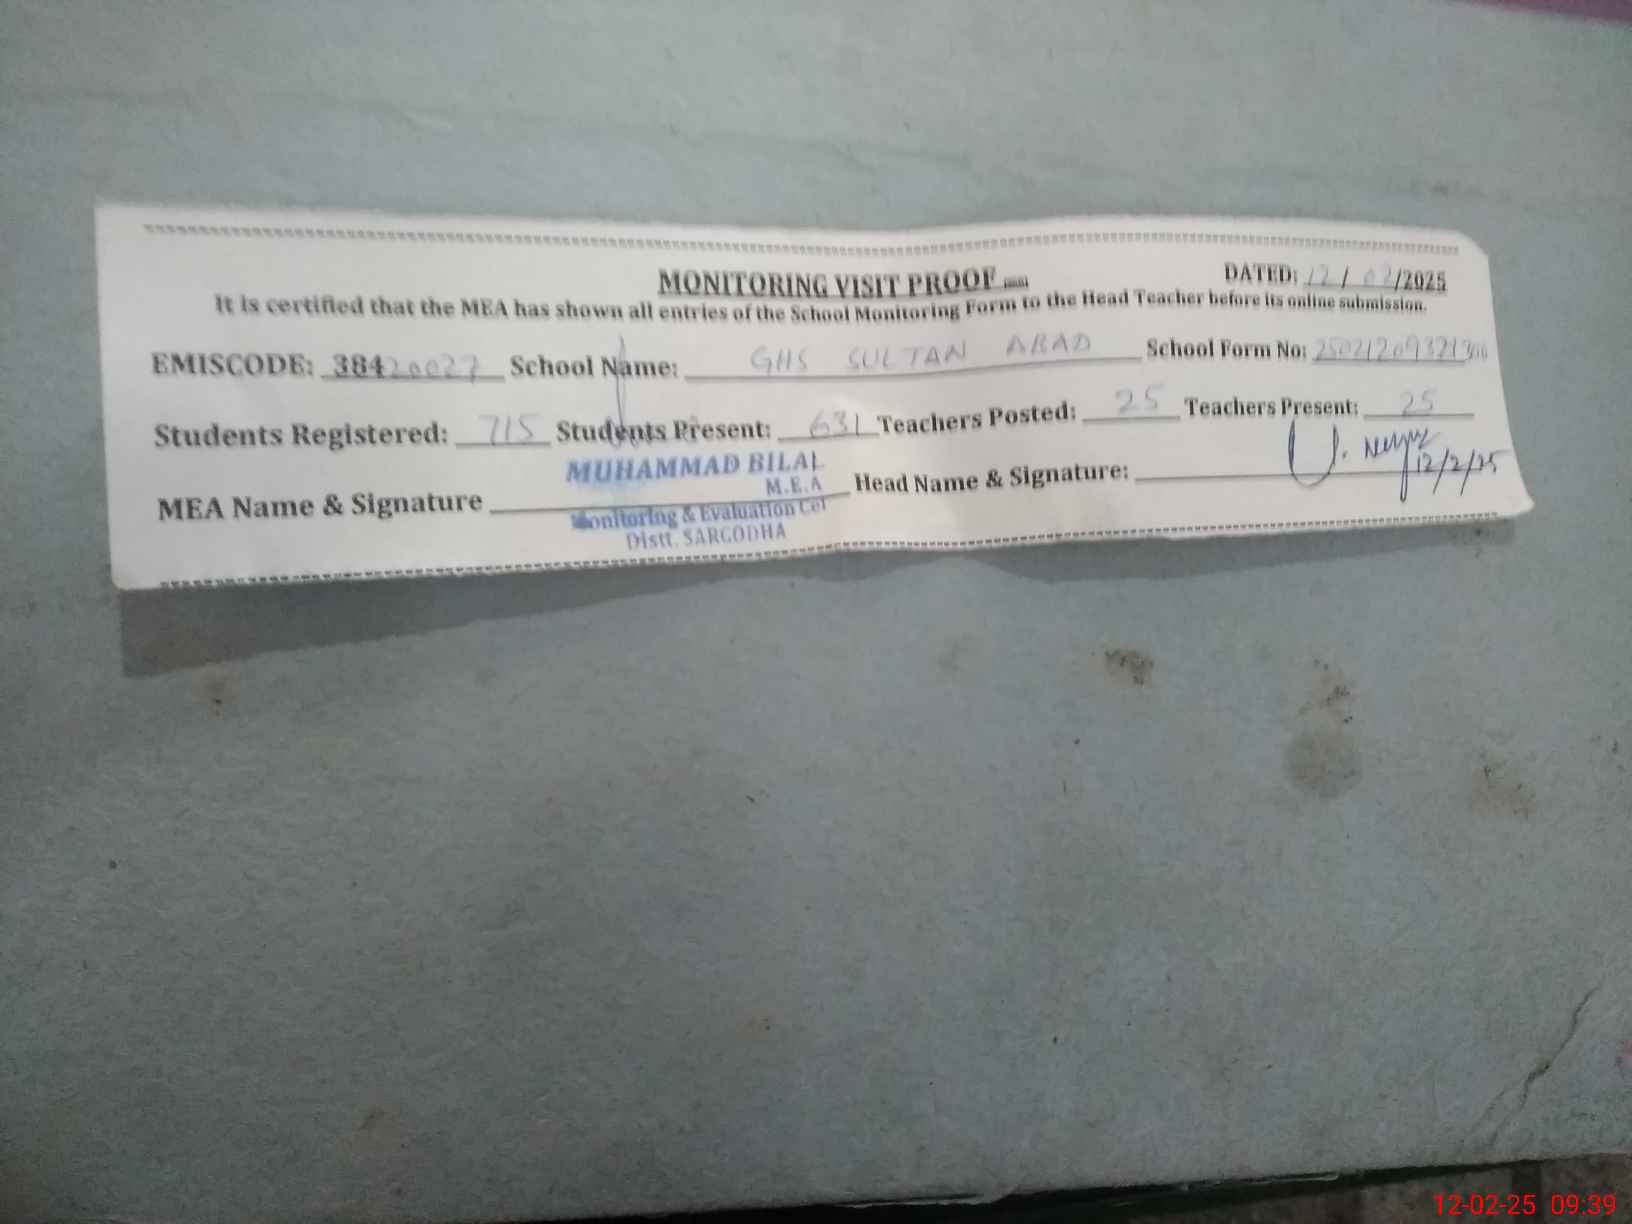 MONITORING VISIT PROOF
DATED: 12/02/2025
It is certified that the MEA has shown all entries of the School Monitoring Form to the Head Teacher before its online submission.
EMISCODE: 38420027 School Name: GHS SULTAN ABAD School Form No:
Students Registered: 715 Students Present: 631 Teachers Posted: 25 Teachers Present: 25
MEA Name & Signature MUHAMMAD BILAL Head Name & Signature: 12/2/25
M.E.A
Monitoring & Evaluation Cel
Distt. SARGODHA
12-02-25 09:39